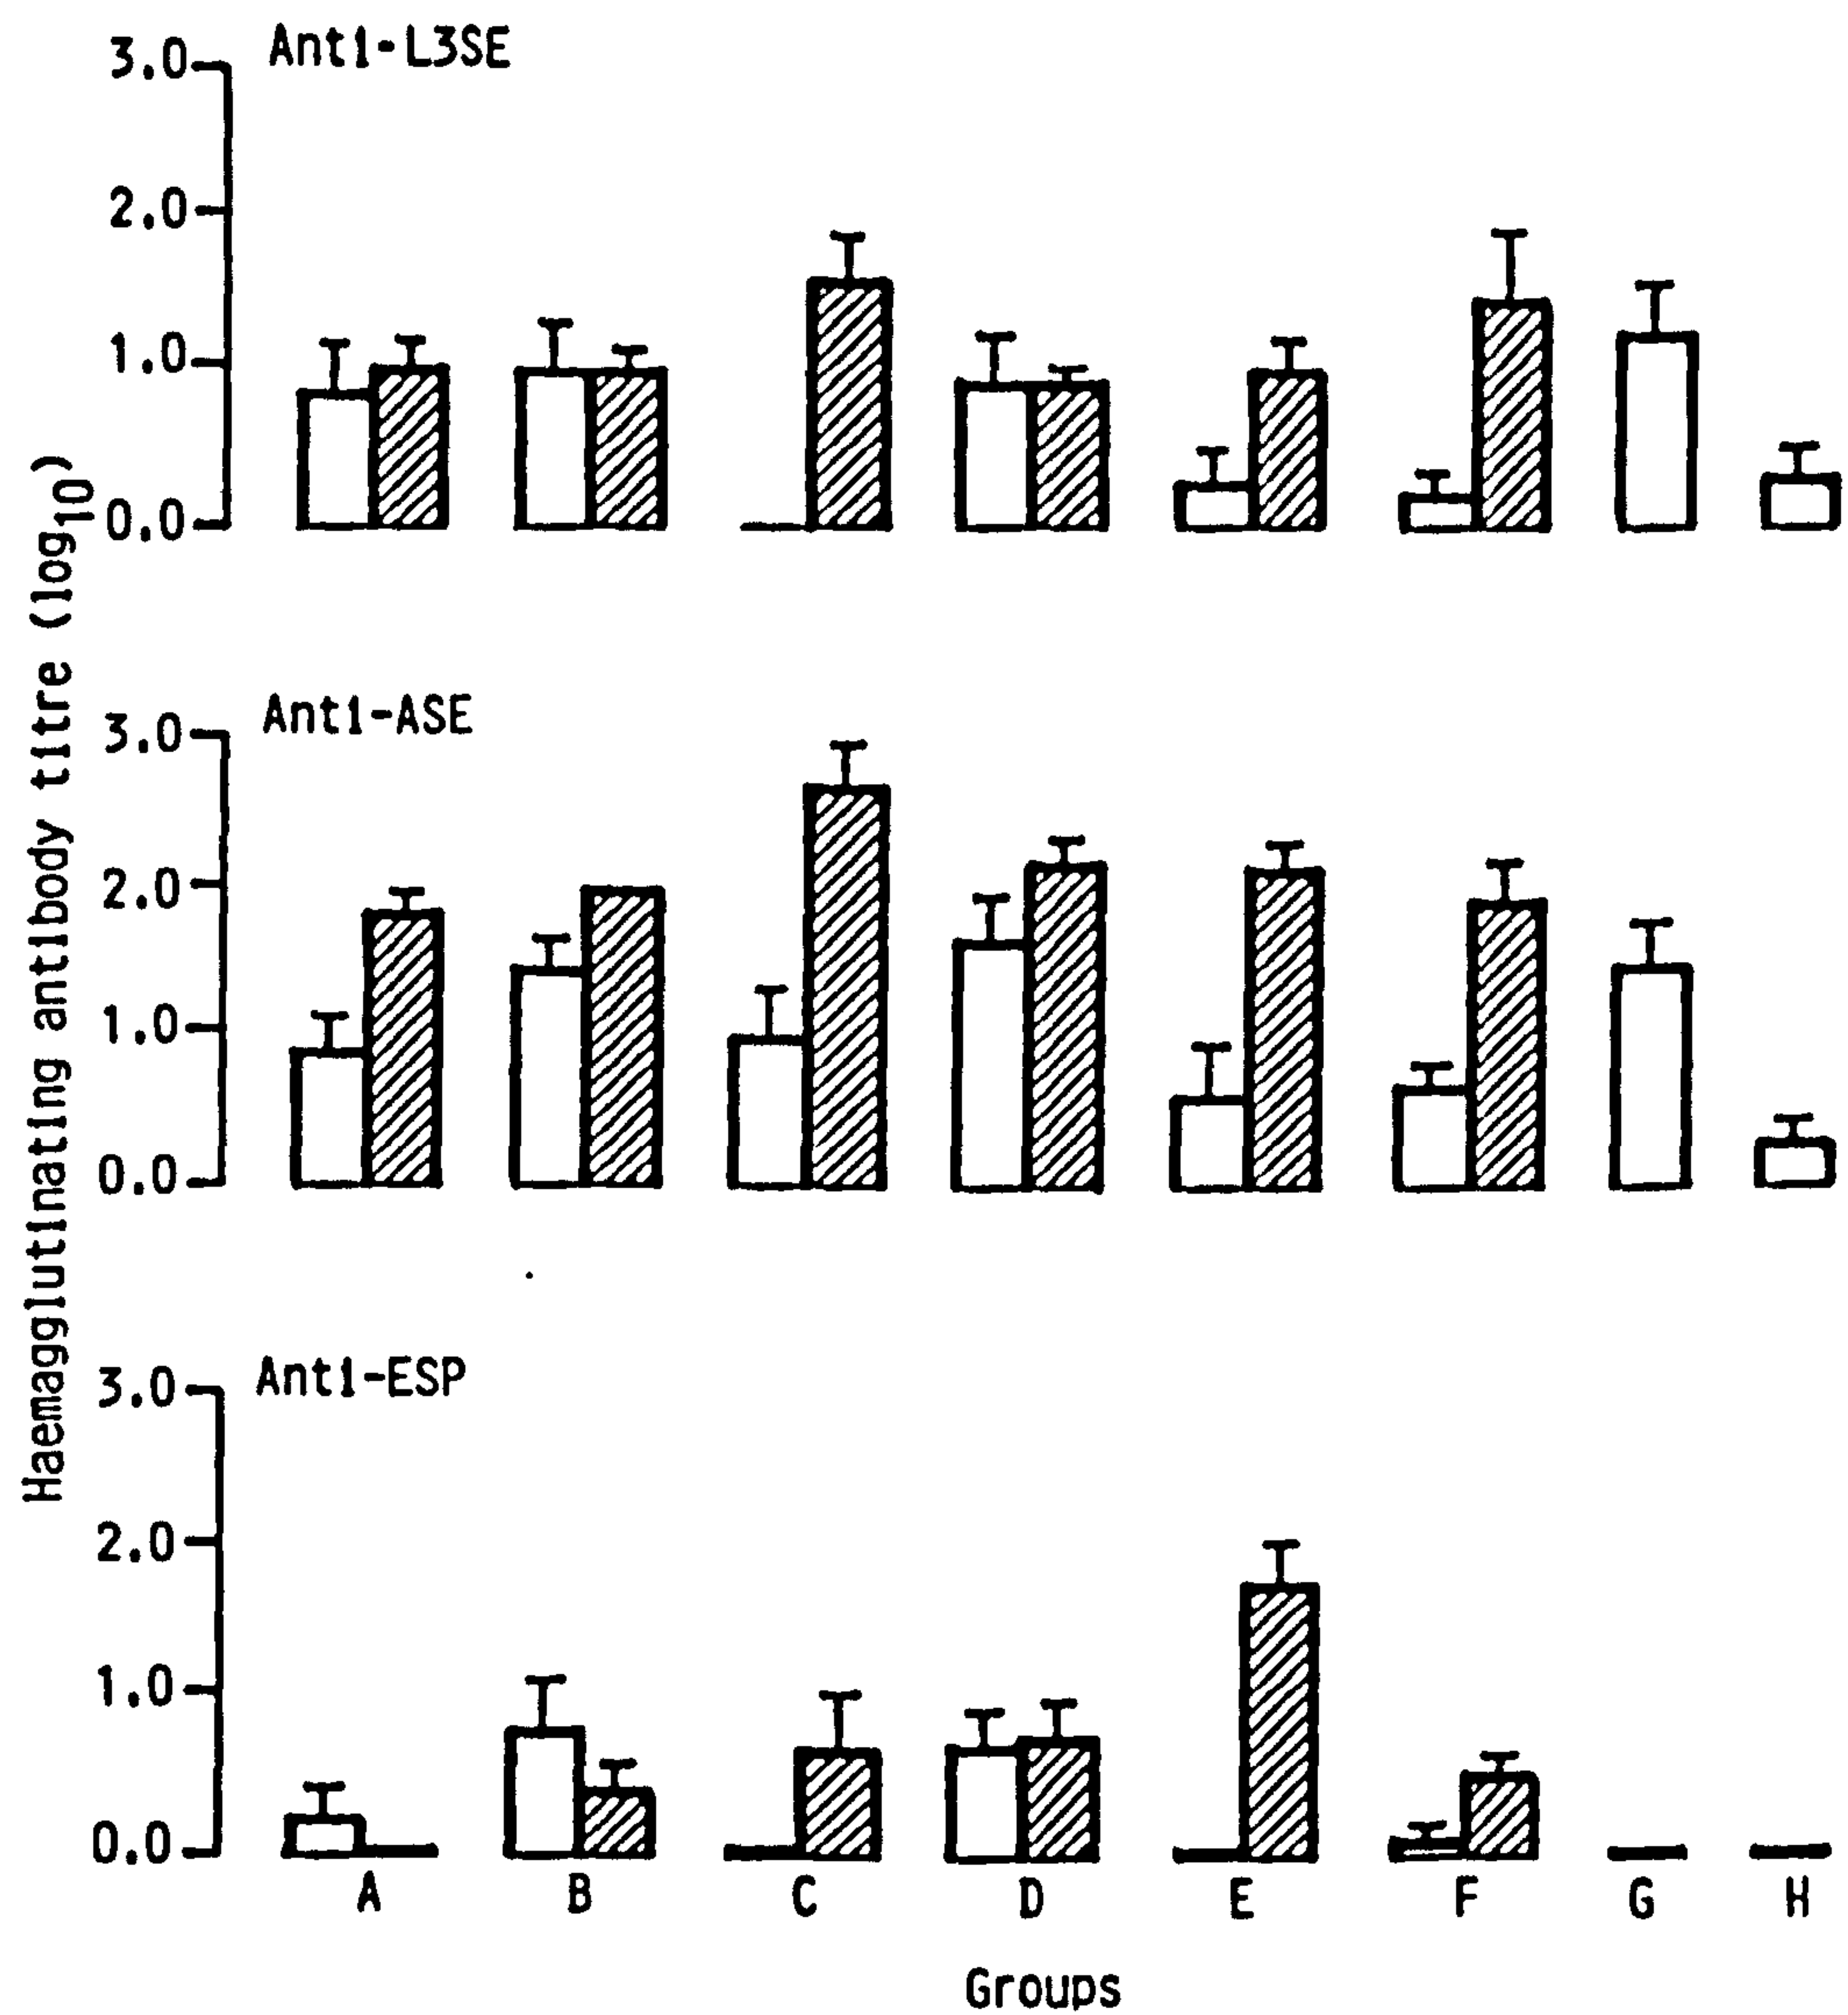 Haemagglutinating antibody titre (log10)
Anti-L3SE
3.0
2.0
1.0
0.0
Anti-ASE
3.0
2.0
1.0
0.0
Anti-ESP
3.0
2.0
1.0
0.0
A B C D E F G H
Groups